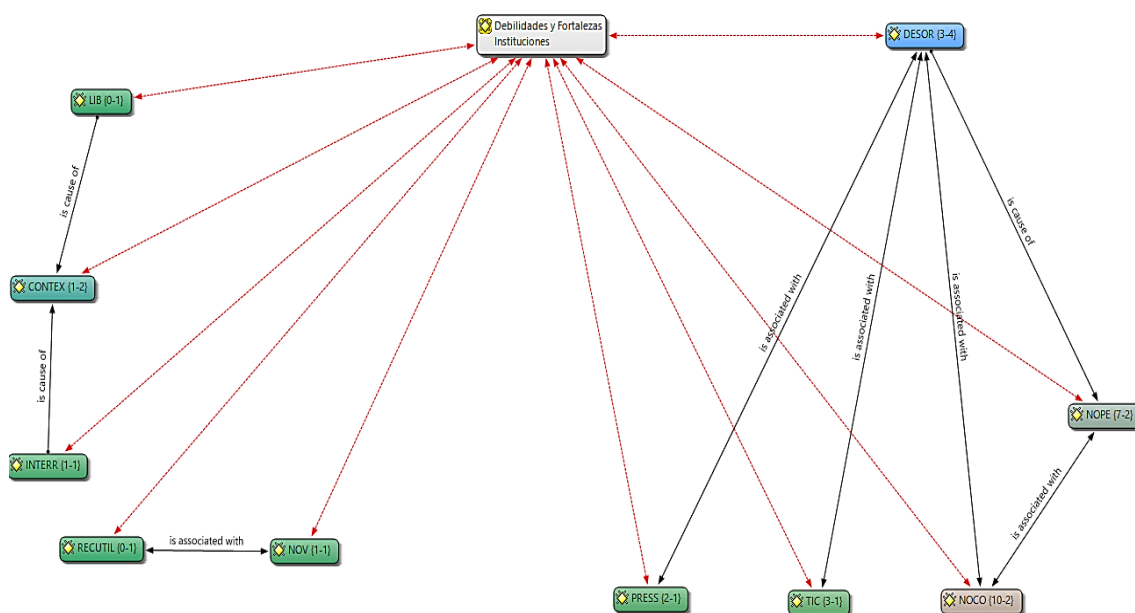 Debilidades y Fortalezas
Instituciones
DESOR {3-4}
LIB {0-1}
is cause of
CONTEX {1-2}
is cause of
INTERR {1-1}
RECUTIL {0-1}
is associated with
NOV {1-1}
is associated with
is associated with
is associated with
is cause of
NOPE {7-2}
is associated with
PRESS {2-1}
TIC {3-1}
NOCO {10-2}